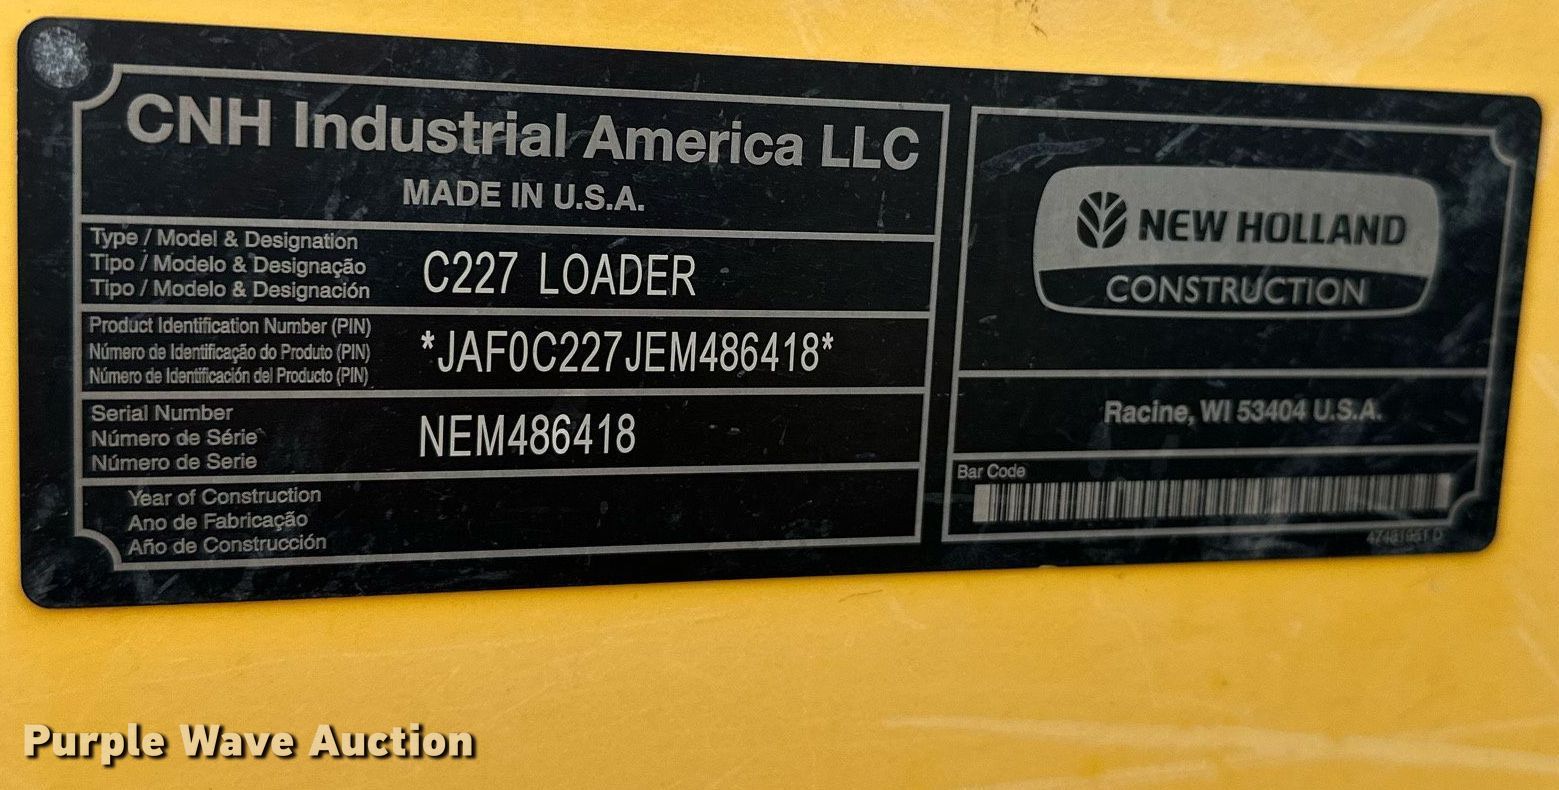 CNH Industrial America LLC
MADE IN U.S.A.
Type / Model & Designation
Tipo / Modelo & Designação
Tipo / Modelo & Designación
C227 LOADER
Product Identification Number (PIN)
Número de Identificação do Produto (PIN)
Número de Identificación del Producto (PIN)
*JAF0C227JEM486418*
Serial Number
Número de Série
Número de Serie
NEM486418
Year of Construction
Ano de Fabricação
Año de Construcción
NEW HOLLAND
CONSTRUCTION
Racine, WI 53404 U.S.A.
Bar Code
Purple Wave Auction